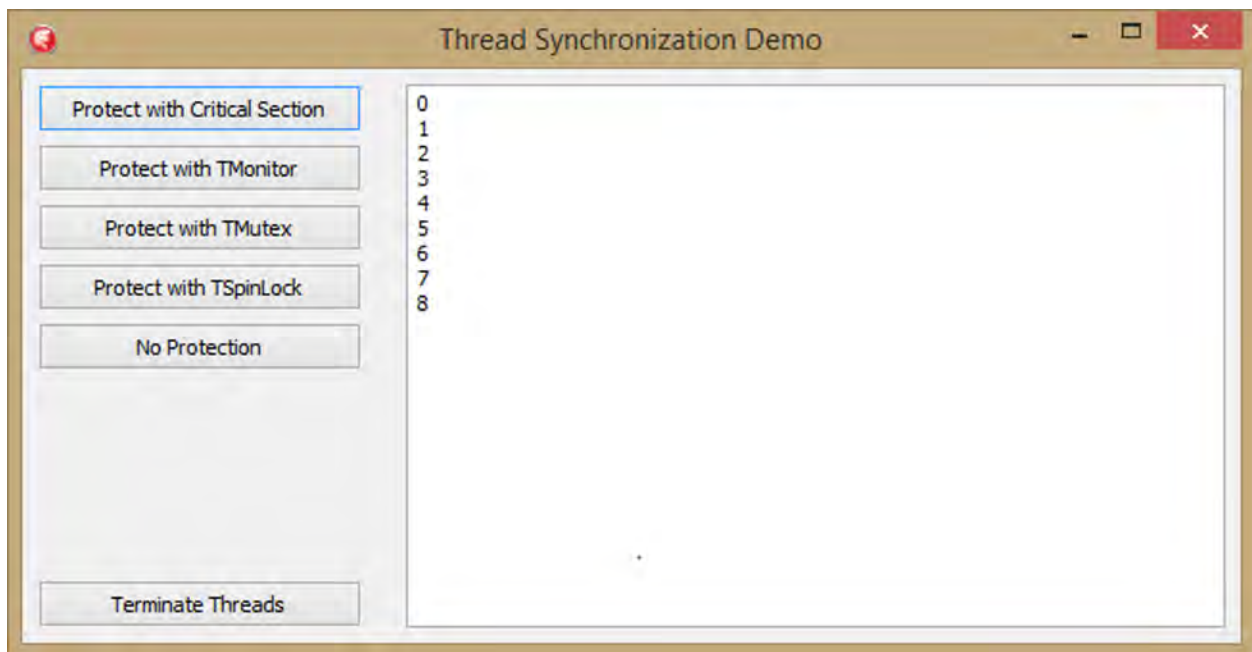 Thread Synchronization Demo
Protect with Critical Section
Protect with TMonitor
Protect with TMutex
Protect with TSpinLock
No Protection
Terminate Threads
0
1
2
3
4
5
6
7
8